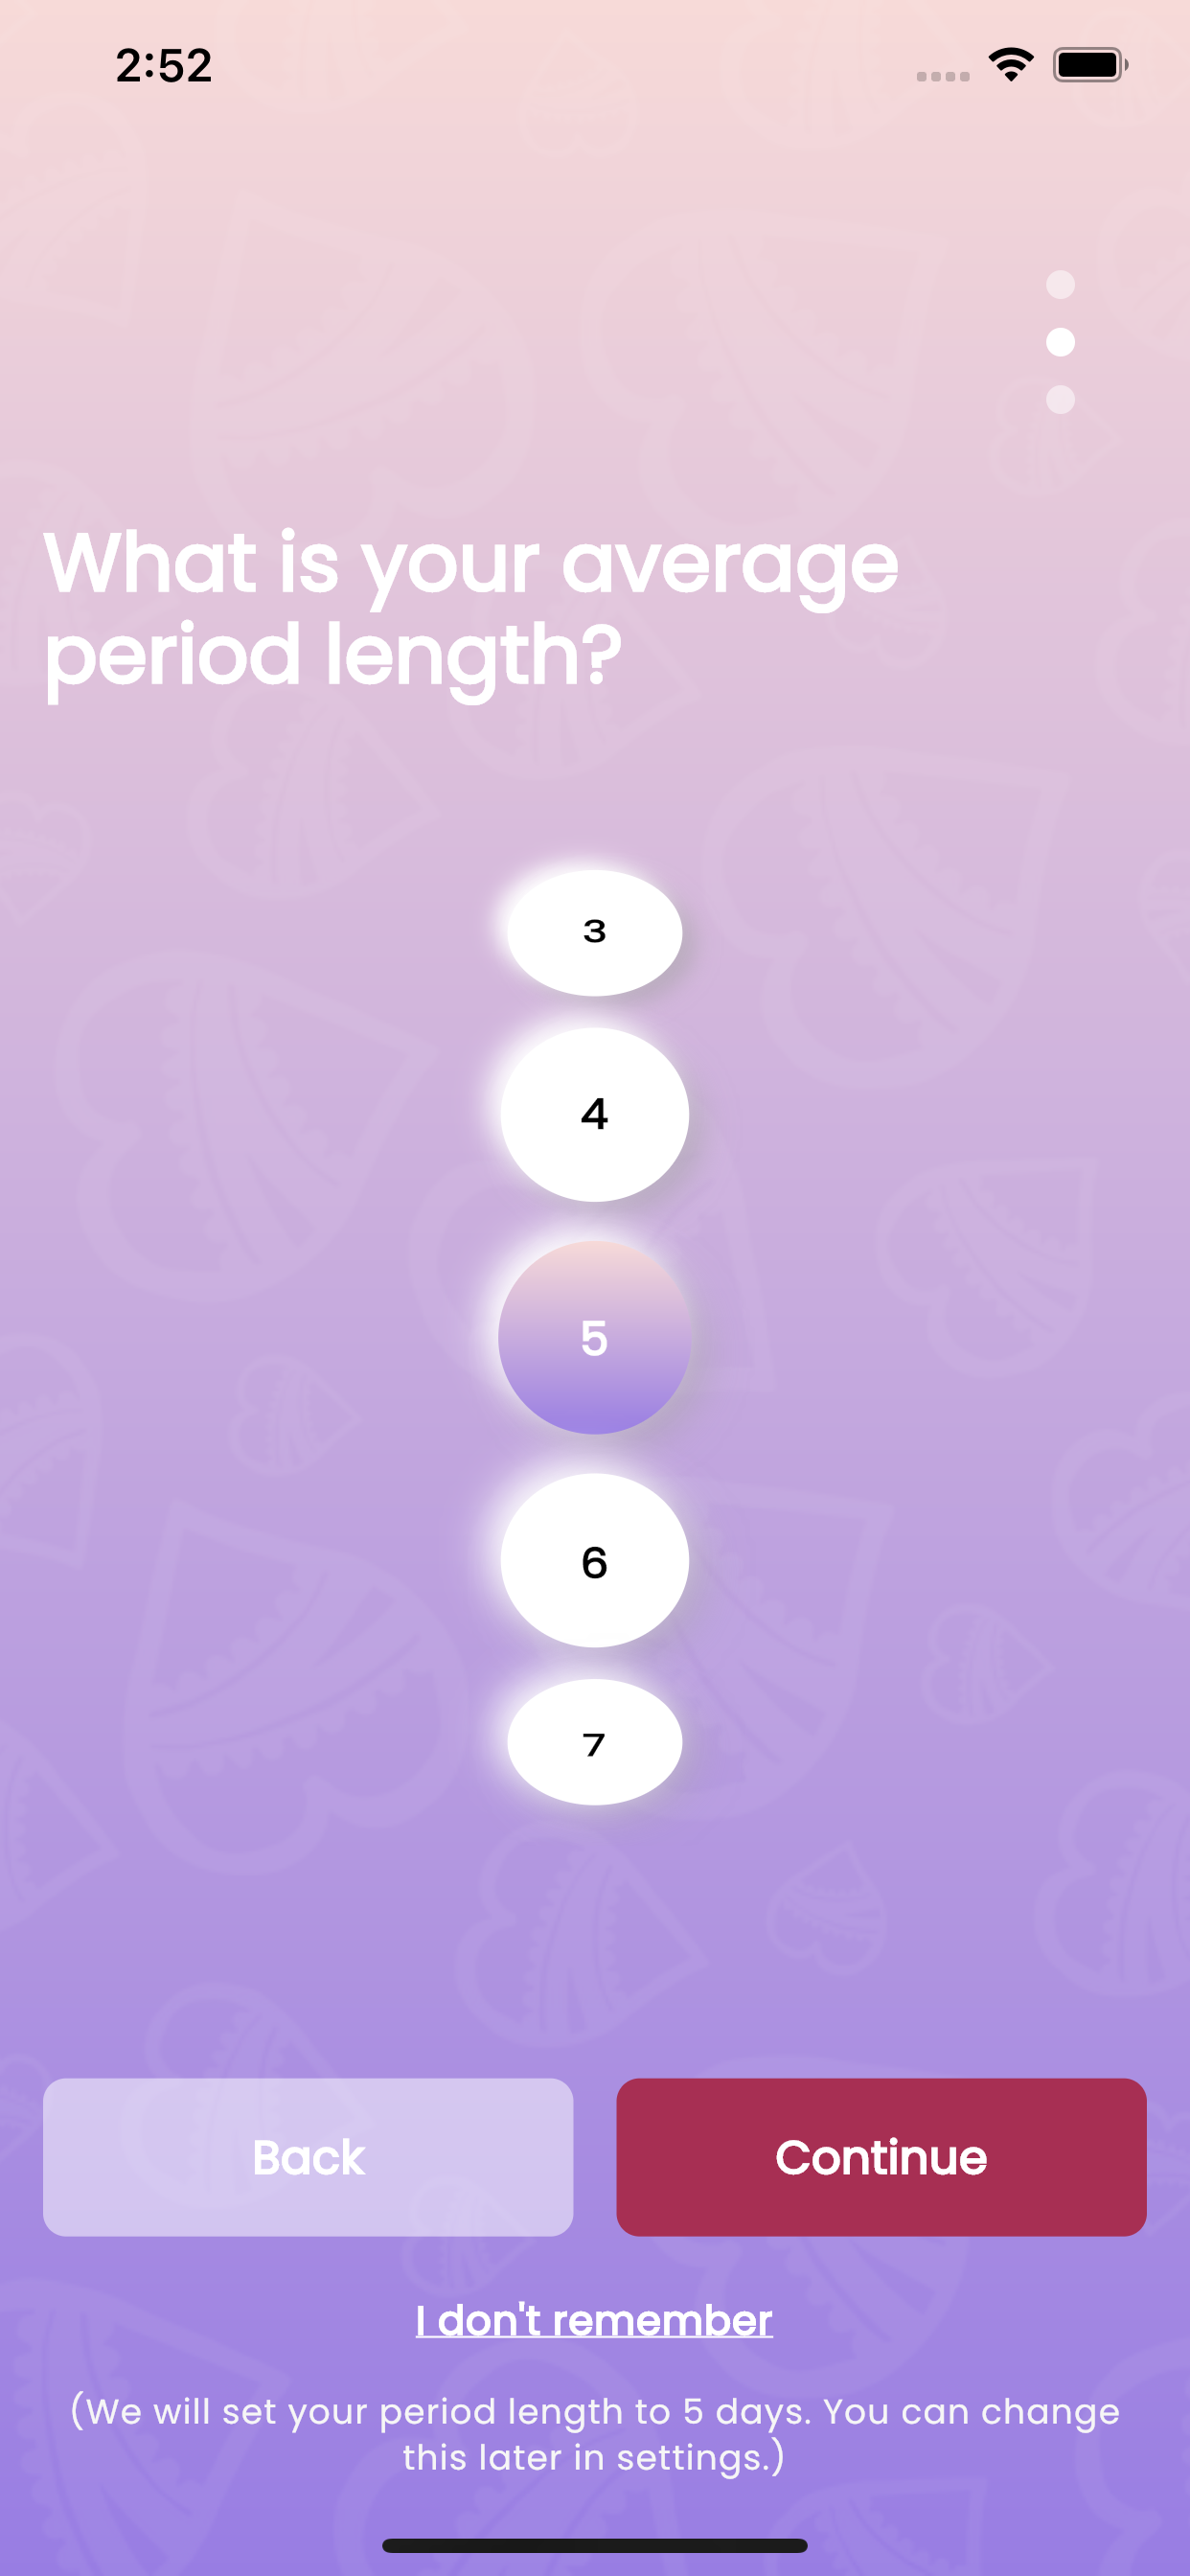 2:52
What is your average
period length?
3
4
5
6
7
Back
Continue
I don't remember
(We will set your period length to 5 days. You can change
this later in settings.)